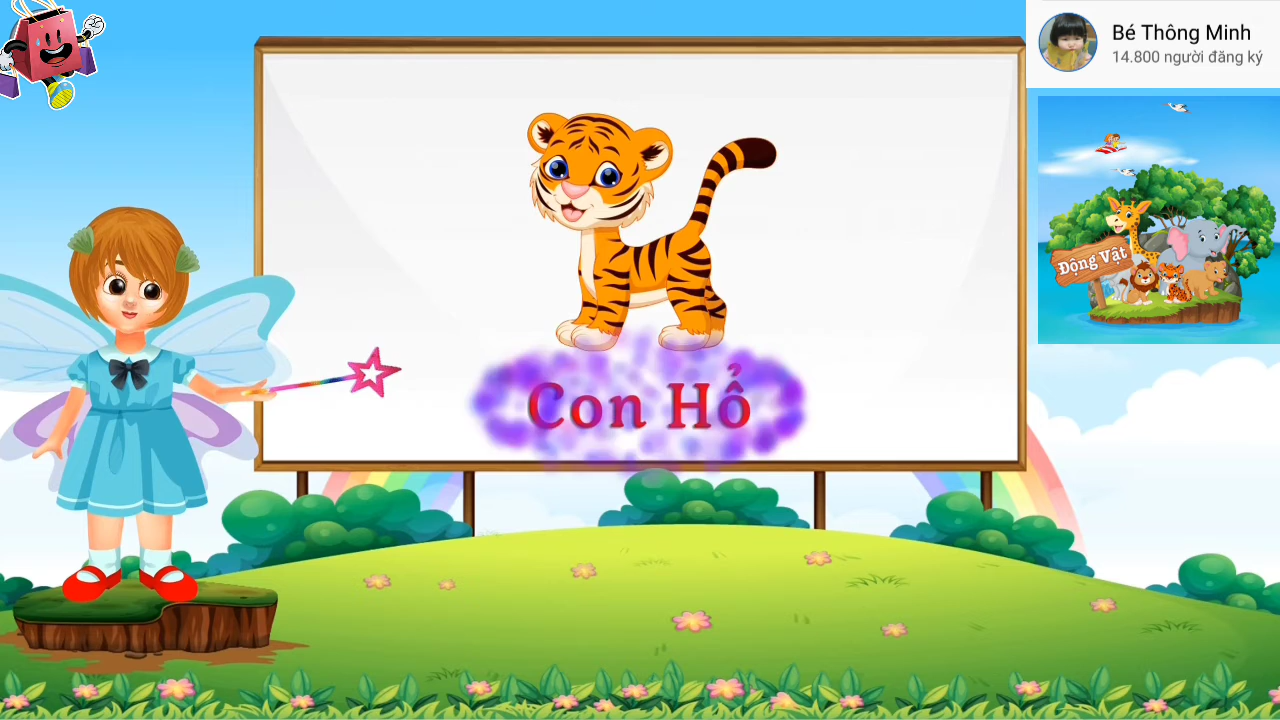 Bé Thông Minh
14.800 người đăng ký
Động Vật
Con Hổ